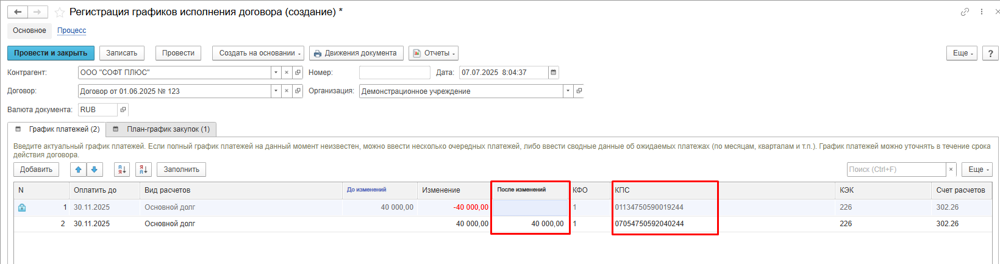 Регистрация графиков исполнения договора (создание) *
Основное Процесс
Провести и закрыть Записать Провести Создать на основании Движения документа Отчеты Еще ?
Контрагент: ООО "СОФТ ПЛЮС" Номер: Дата: 07.07.2025 8:04:37
Договор: Договор от 01.06.2025 № 123 Организация: Демонстрационное учреждение
Валюта документа: RUB
График платежей (2) План-график закупок (1)
Введите актуальный график платежей. Если полный график платежей на данный момент неизвестен, можно ввести несколько очередных платежей, либо ввести сводные данные об ожидаемых платежах (по месяцам, кварталам и т.п.). График платежей можно уточнять в течение срока
действия договора.
Добавить А Я Я А Заполнить Поиск (Ctrl+F) × Еще
N Оплатить до Вид расчетов До изменений Изменение После изменений КФО КПС КЭК Счет расчетов
1 30.11.2025 Основной долг 40 000,00 -40 000,00 1 01134750590019244 226 302.26
2 30.11.2025 Основной долг 40 000,00 40 000,00 1 07054750592040244 226 302.26